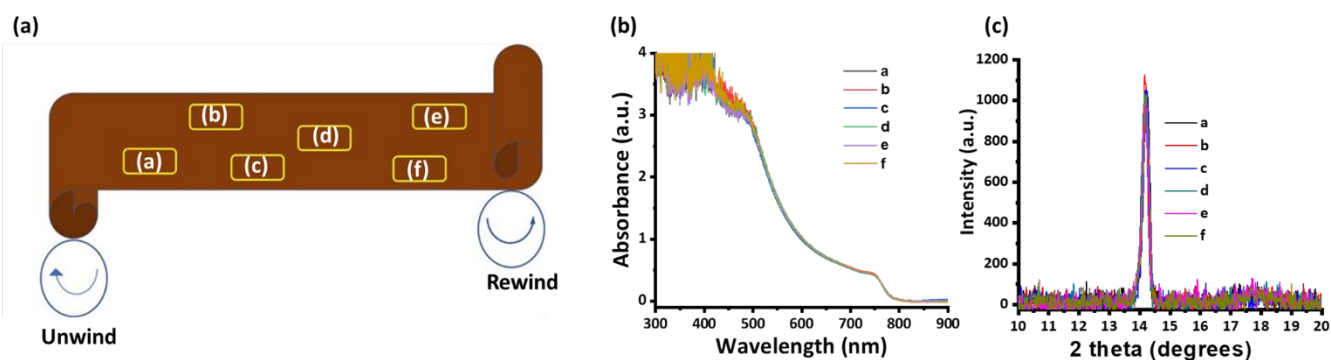 (a)
(b)
(e)
(d)
(a)
(c)
(f)
Unwind
Rewind
(b)
Absorbance (a.u.)
4
3
2
1
0
300 400 500 600 700 800 900
Wavelength (nm)
a
b
c
d
e
f
(c)
Intensity (a.u.)
1200
1000
800
600
400
200
0
10 11 12 13 14 15 16 17 18 19 20
2 theta (degrees)
a
b
c
d
e
f